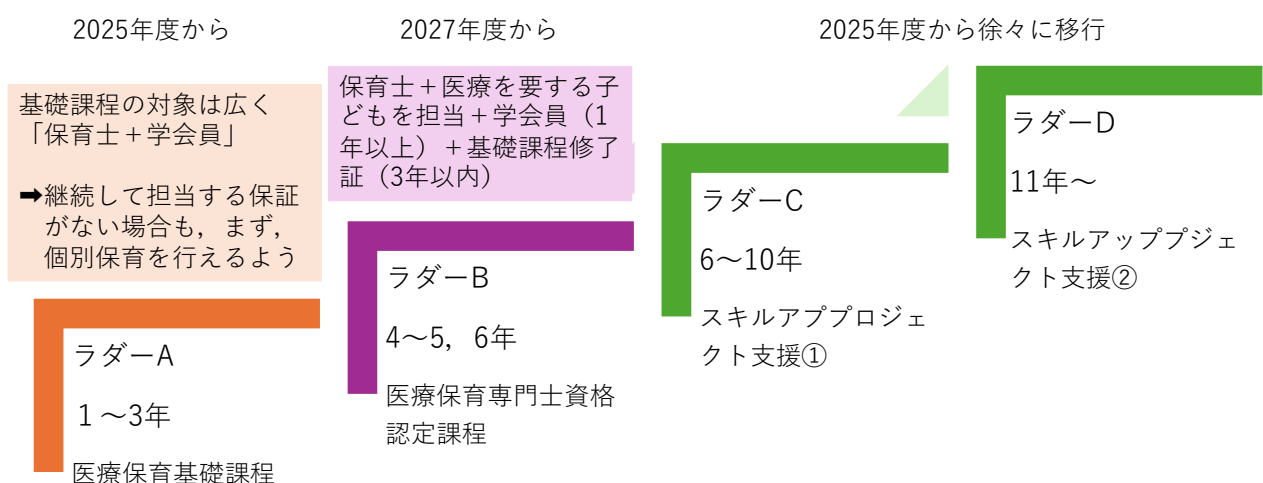 2025年度から
2027年度から
2025年度から徐々に移行
基礎課程の対象は広く
「保育士+学会員」
➡継続して担当する保証
がない場合も，まず，
個別保育を行えるよう
ラダーA
１～3年
医療保育基礎課程
保育士＋医療を要する子
どもを担当＋学会員（1
年以上）＋基礎課程修了
証（3年以内）
ラダーB
4～5，6年
医療保育専門士資格
認定課程
ラダーC
6～10年
スキルアププロジェ
クト支援①
ラダーD
11年～
スキルアッププジェ
クト支援②